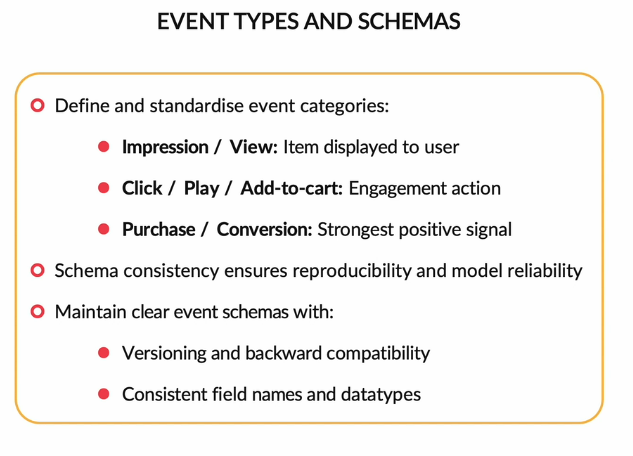 EVENT TYPES AND SCHEMAS
Define and standardise event categories:
Impression / View: Item displayed to user
Click / Play / Add-to-cart: Engagement action
Purchase / Conversion: Strongest positive signal
Schema consistency ensures reproducibility and model reliability
Maintain clear event schemas with:
Versioning and backward compatibility
Consistent field names and datatypes